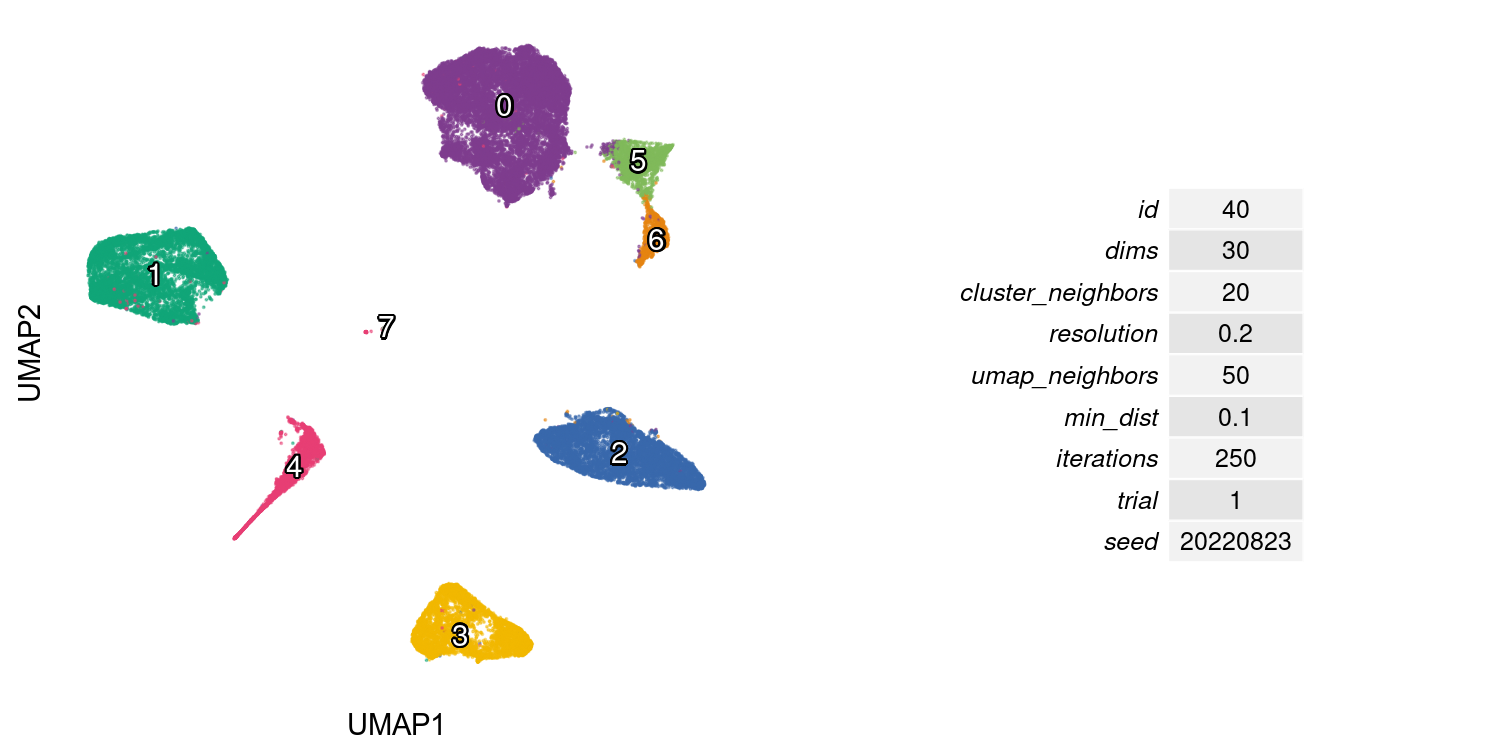 0
5
6
1
7
2
4
3
UMAP1
UMAP2
id 40
dims 30
cluster_neighbors 20
resolution 0.2
umap_neighbors 50
min_dist 0.1
iterations 250
trial 1
seed 20220823